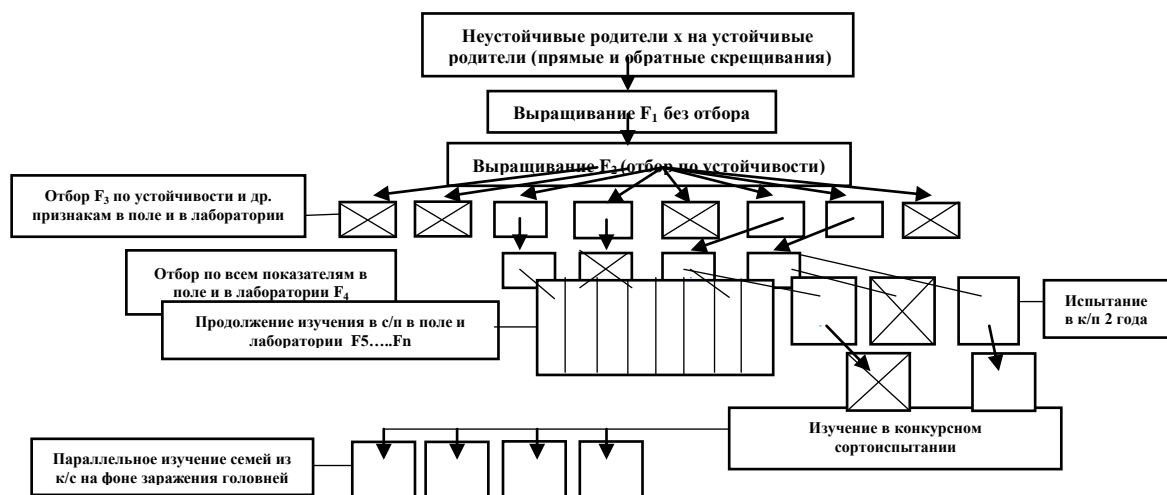 Неустойчивые родители х на устойчивые
родители (прямые и обратные скрещивания)
Выращивание F₁ без отбора
Выращивание F₂ (отбор по устойчивости)
Отбор F₃ по устойчивости и др.
признакам в поле и в лаборатории
Отбор по всем показателям в
поле и в лаборатории F₄
Продолжение изучения в с/п в поле и
лаборатории F5…..Fn
Испытание
в к/п 2 года
Изучение в конкурсном
сортоиспытании
Параллельное изучение семей из
к/с на фоне заражения головней